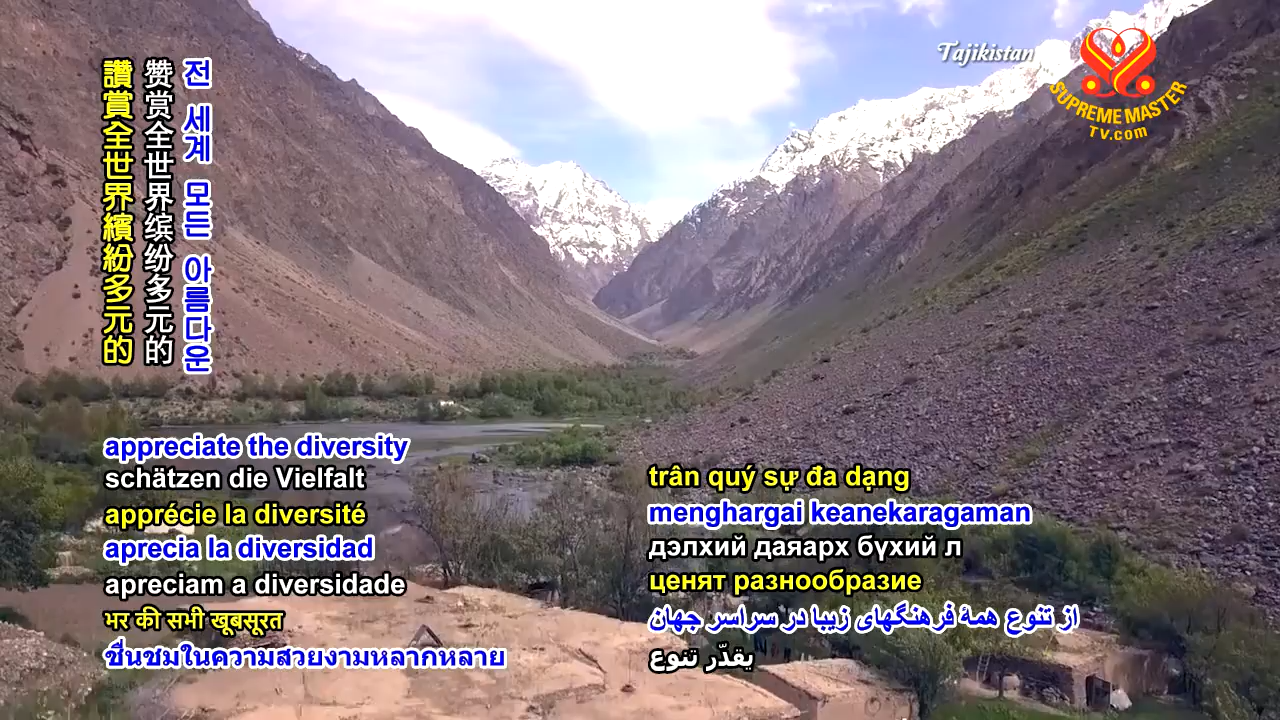 讚賞全世界繽紛多元的
赞赏全世界缤纷多元的
전 세계 모든 아름다운
Tajikistan
SUPREME MASTER
TV.com
appreciate the diversity
schätzen die Vielfalt
apprécie la diversité
aprecia la diversidad
apreciam a diversidade
भर की सभी खूबसूरत
ชื่นชมในความสวยงามหลากหลาย
trân quý sự đa dạng
menghargai keanekaragaman
дэлхий даяарх бүхий л
ценят разнообразие
از تنوع همهٔ فرهنگهای زیبا در سراسر جهان
يقدّر تنوع